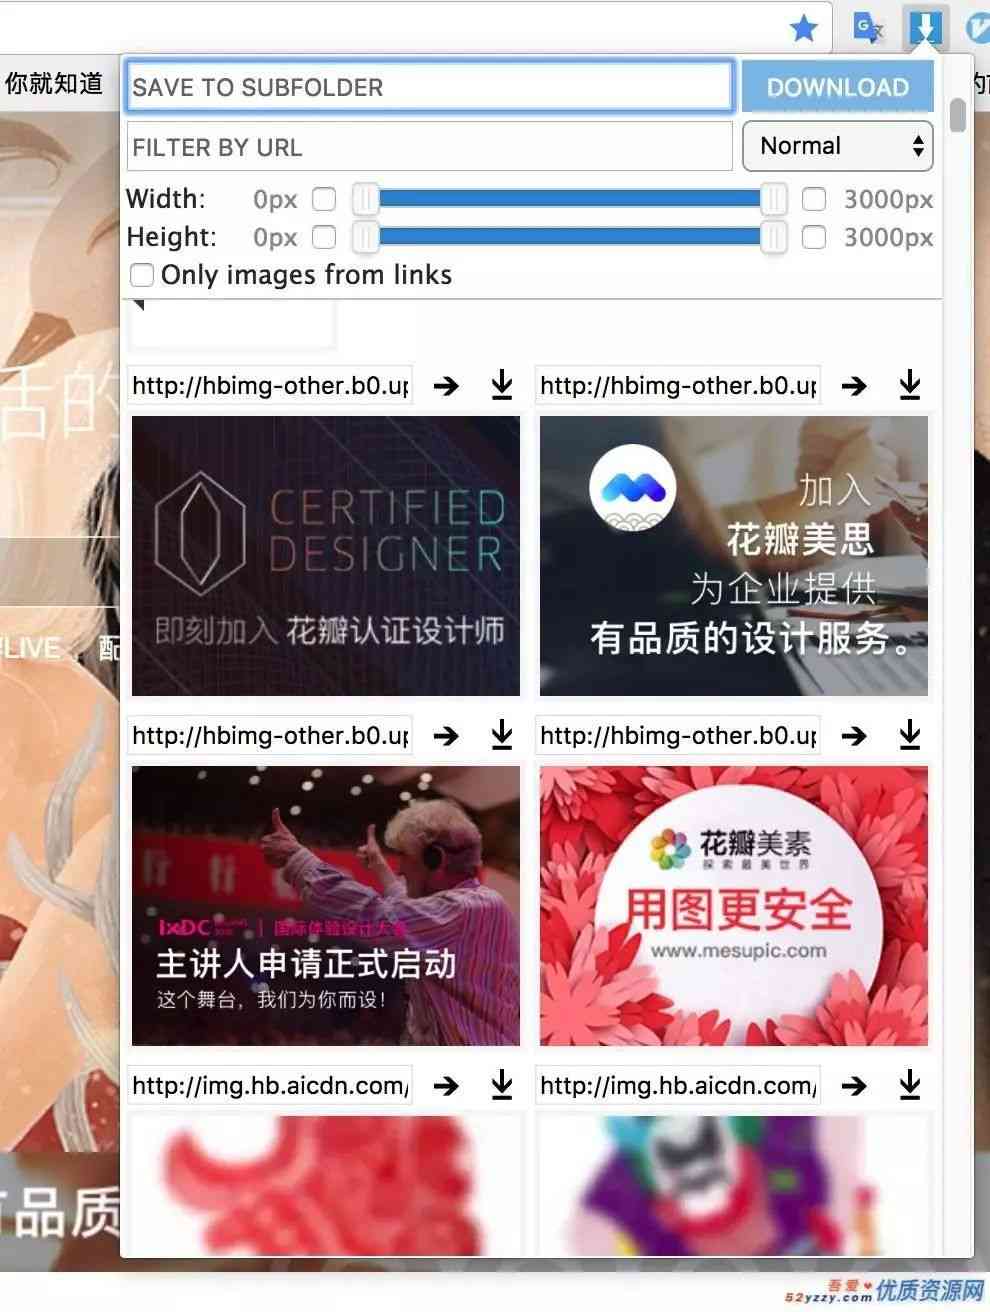 你就知道
SAVE TO SUBFOLDER
DOWNLOAD
FILTER BY URL
Normal
Width: 0px 3000px
Height: 0px 3000px
Only images from links
活的
http://hbimg-other.b0.up
http://hbimg-other.b0.up
CERTIFIED
DESIGNER
即刻加入 花瓣认证设计师
加入
花瓣美思
为企业提供
有品质的设计服务。
LIVE 配
http://hbimg-other.b0.up
http://hbimg-other.b0.up
IXDC
国际体验设计大会
主讲人申请正式启动
这个舞台，我们为你而设！
花瓣美素
探索最美世界
用图更安全
www.mesupic.com
http://img.hb.aicdn.com/
http://img.hb.aicdn.com/
有品质
吾爱
52yzzy.com
优质资源网